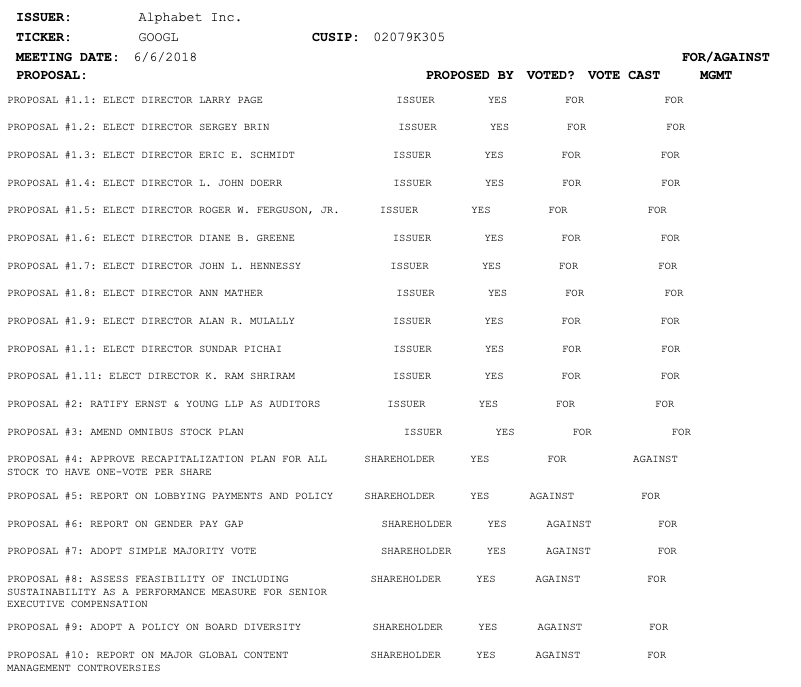 ISSUER: Alphabet Inc.
TICKER: GOOGL CUSIP: 02079K305
MEETING DATE: 6/6/2018 FOR/AGAINST
PROPOSAL: PROPOSED BY VOTED? VOTE CAST MGMT
PROPOSAL #1.1: ELECT DIRECTOR LARRY PAGE ISSUER YES FOR FOR
PROPOSAL #1.2: ELECT DIRECTOR SERGEY BRIN ISSUER YES FOR FOR
PROPOSAL #1.3: ELECT DIRECTOR ERIC E. SCHMIDT ISSUER YES FOR FOR
PROPOSAL #1.4: ELECT DIRECTOR L. JOHN DOERR ISSUER YES FOR FOR
PROPOSAL #1.5: ELECT DIRECTOR ROGER W. FERGUSON, JR. ISSUER YES FOR FOR
PROPOSAL #1.6: ELECT DIRECTOR DIANE B. GREENE ISSUER YES FOR FOR
PROPOSAL #1.7: ELECT DIRECTOR JOHN L. HENNESSY ISSUER YES FOR FOR
PROPOSAL #1.8: ELECT DIRECTOR ANN MATHER ISSUER YES FOR FOR
PROPOSAL #1.9: ELECT DIRECTOR ALAN R. MULALLY ISSUER YES FOR FOR
PROPOSAL #1.1: ELECT DIRECTOR SUNDAR PICHAI ISSUER YES FOR FOR
PROPOSAL #1.11: ELECT DIRECTOR K. RAM SHRIRAM ISSUER YES FOR FOR
PROPOSAL #2: RATIFY ERNST & YOUNG LLP AS AUDITORS ISSUER YES FOR FOR
PROPOSAL #3: AMEND OMNIBUS STOCK PLAN ISSUER YES FOR FOR
PROPOSAL #4: APPROVE RECAPITALIZATION PLAN FOR ALL SHAREHOLDER YES FOR AGAINST
STOCK TO HAVE ONE-VOTE PER SHARE
PROPOSAL #5: REPORT ON LOBBYING PAYMENTS AND POLICY SHAREHOLDER YES AGAINST FOR
PROPOSAL #6: REPORT ON GENDER PAY GAP SHAREHOLDER YES AGAINST FOR
PROPOSAL #7: ADOPT SIMPLE MAJORITY VOTE SHAREHOLDER YES AGAINST FOR
PROPOSAL #8: ASSESS FEASIBILITY OF INCLUDING SHAREHOLDER YES AGAINST FOR
SUSTAINABILITY AS A PERFORMANCE MEASURE FOR SENIOR
EXECUTIVE COMPENSATION
PROPOSAL #9: ADOPT A POLICY ON BOARD DIVERSITY SHAREHOLDER YES AGAINST FOR
PROPOSAL #10: REPORT ON MAJOR GLOBAL CONTENT SHAREHOLDER YES AGAINST FOR
MANAGEMENT CONTROVERSIES